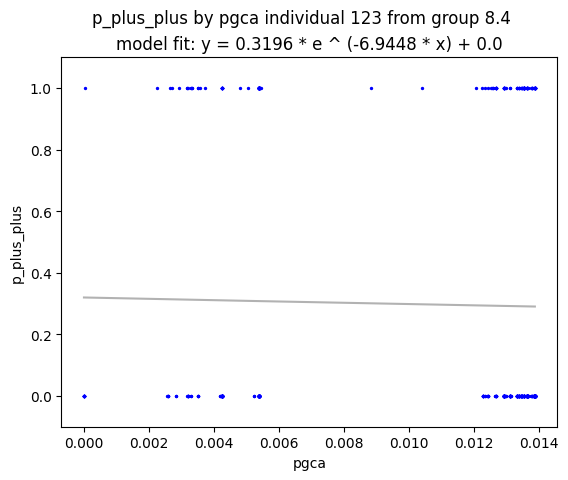 p_plus_plus by pgca individual 123 from group 8.4
model fit: y = 0.3196 * e ^ (-6.9448 * x) + 0.0
1.0
0.8
0.6
0.4
0.2
0.0
p_plus_plus
0.000 0.002 0.004 0.006 0.008 0.010 0.012 0.014
pgca